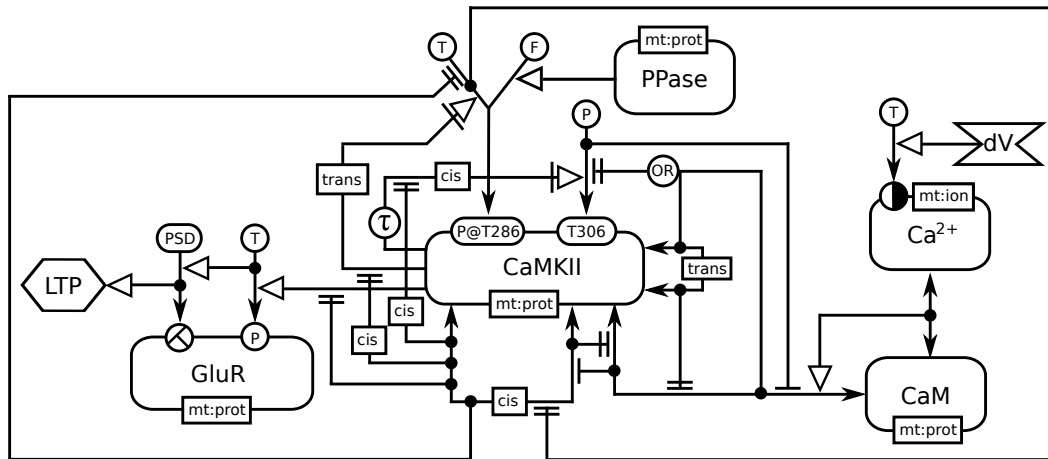 T
F
mt:prot
PPase
P
T
dV
trans
cis
OR
τ
mt:ion
Ca2+
PSD
T
P@T286
T306
CaMKII
trans
LTP
mt:prot
cis
P
cis
GluR
cis
CaM
mt:prot
mt:prot